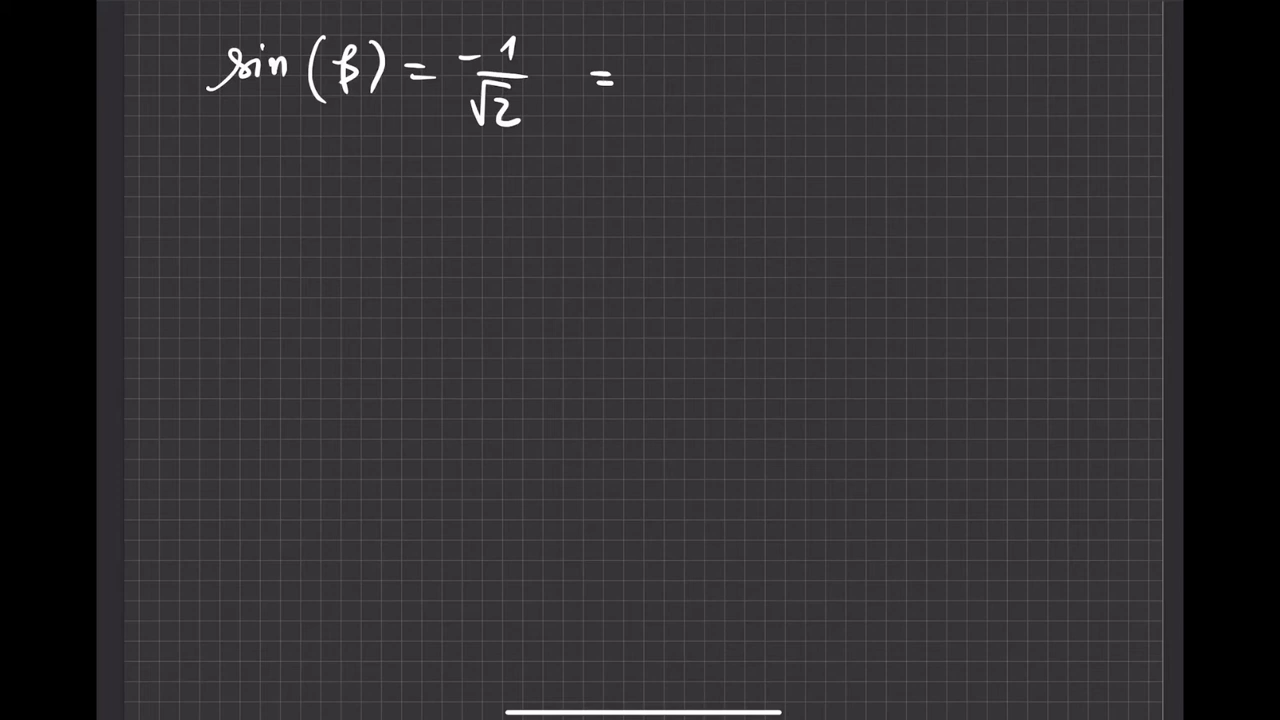 sin (β) = -1/√2 =